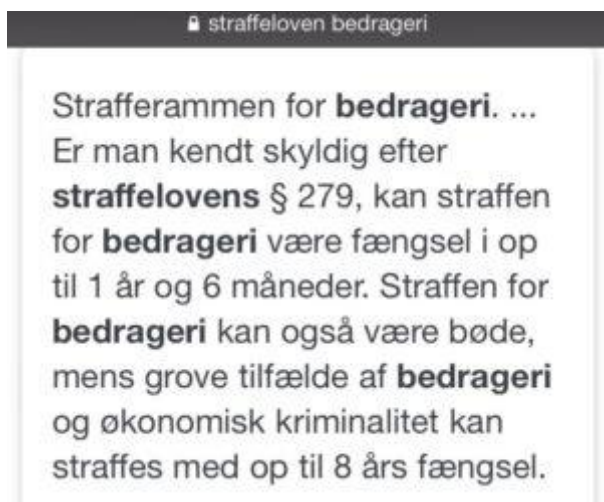 straffeloven bedrageri
Strafferammen for bedrageri. ...
Er man kendt skyldig efter
straffelovens § 279, kan straffen
for bedrageri være fængsel i op
til 1 år og 6 måneder. Straffen for
bedrageri kan også være bøde,
mens grove tilfælde af bedrageri
og økonomisk kriminalitet kan
straffes med op til 8 års fængsel.